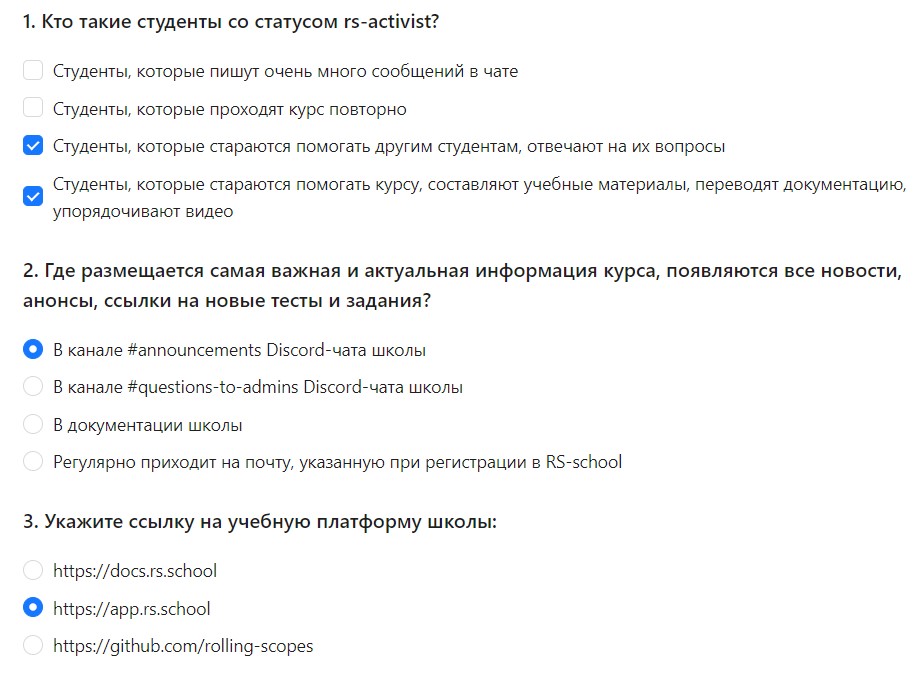 1. Кто такие студенты со статусом rs-activist?
Студенты, которые пишут очень много сообщений в чате
Студенты, которые проходят курс повторно
Студенты, которые стараются помогать другим студентам, отвечают на их вопросы
Студенты, которые стараются помогать курсу, составляют учебные материалы, переводят документацию,
упорядочивают видео
2. Где размещается самая важная и актуальная информация курса, появляются все новости,
анонсы, ссылки на новые тесты и задания?
В канале #announcements Discord-чата школы
В канале #questions-to-admins Discord-чата школы
В документации школы
Регулярно приходит на почту, указанную при регистрации в RS-school
3. Укажите ссылку на учебную платформу школы:
https://docs.rs.school
https://app.rs.school
https://github.com/rolling-scopes